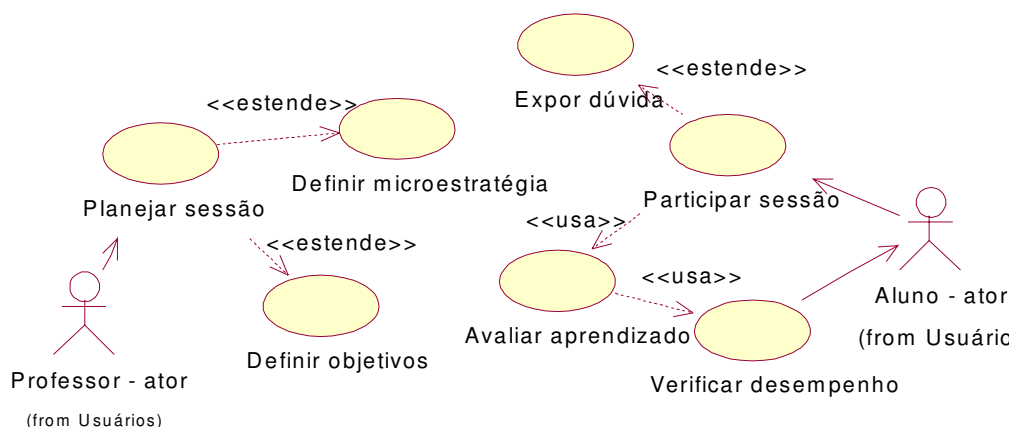 <<estende>>
Definir microestratégia
Planejar sessão
<<estende>>
Definir objetivos
Professor - ator
(from Usuários)
<<estende>>
Expor dúvida
Participar sessão
<<usa>>
<<usa>>
Avaliar aprendizado
Verificar desempenho
Aluno - ator
(from Usuário